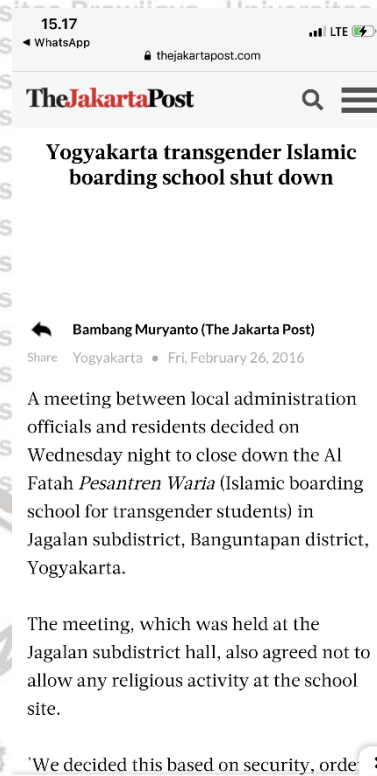 15.17
LTE
◄ WhatsApp
thejakartapost.com
TheJakartaPost
Yogyakarta transgender Islamic
boarding school shut down
Bambang Muryanto (The Jakarta Post)
Share Yogyakarta • Fri, February 26, 2016
A meeting between local administration
officials and residents decided on
Wednesday night to close down the Al
Fatah Pesantren Waria (Islamic boarding
school for transgender students) in
Jagalan subdistrict, Banguntapan district,
Yogyakarta.
The meeting, which was held at the
Jagalan subdistrict hall, also agreed not to
allow any religious activity at the school
site.
'We decided this based on security,